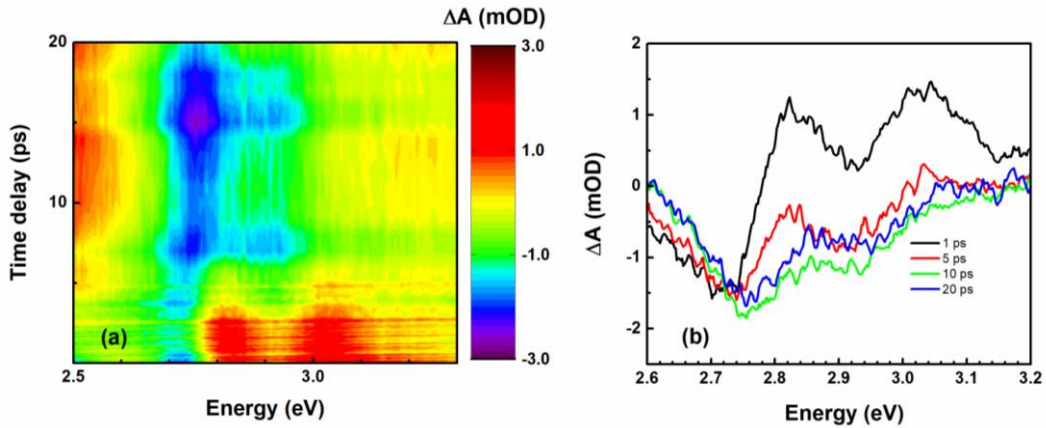 ΔA (mOD)
20
10
Time delay (ps)
(a)
2.5
3.0
Energy (eV)
3.0
1.0
-1.0
-3.0
2
1
0
-1
-2
ΔA (mOD)
1 ps
5 ps
10 ps
20 ps
(b)
2.6
2.7
2.8
2.9
3.0
3.1
3.2
Energy (eV)